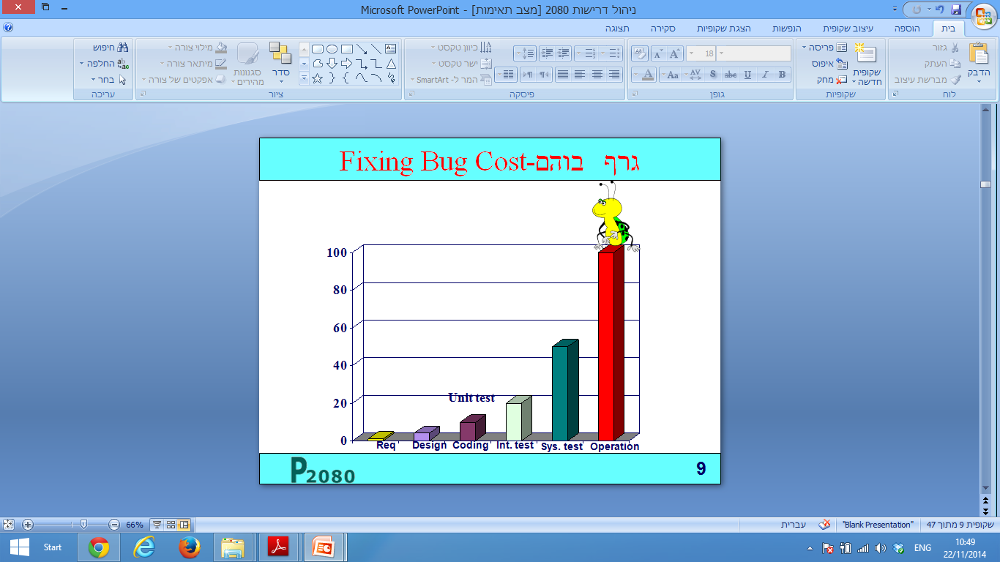 ניהול דרישות 2080 [מצב תאימות] - Microsoft PowerPoint
בית הוספה עיצוב שקופית הנפשות הצגת שקופיות סקירה תצוגה
הדבק
גזור
העתק
מברשת עיצוב
לוח
שקופית חדשה
פריסה
איפוס
מחק
שקופיות
18
B I U abc S AV Aa A
A A
גופן
כיוון טקסט
ישר טקסט
המר ל- SmartArt
פיסקה
סדר
סגנונות מהירים
מילוי צורה
מיתאר צורה
אפקטים של צורה
ציור
חיפוש
החלפה
בחר
עריכה
גרף בוהם-Fixing Bug Cost
100
80
60
40
20
0
Unit test
Req Design Coding Int. test Sys. test Operation
P2080
9
שקופית 9 מתוך 47
"Blank Presentation"
עברית
66%
Start
ENG
10:49
22/11/2014